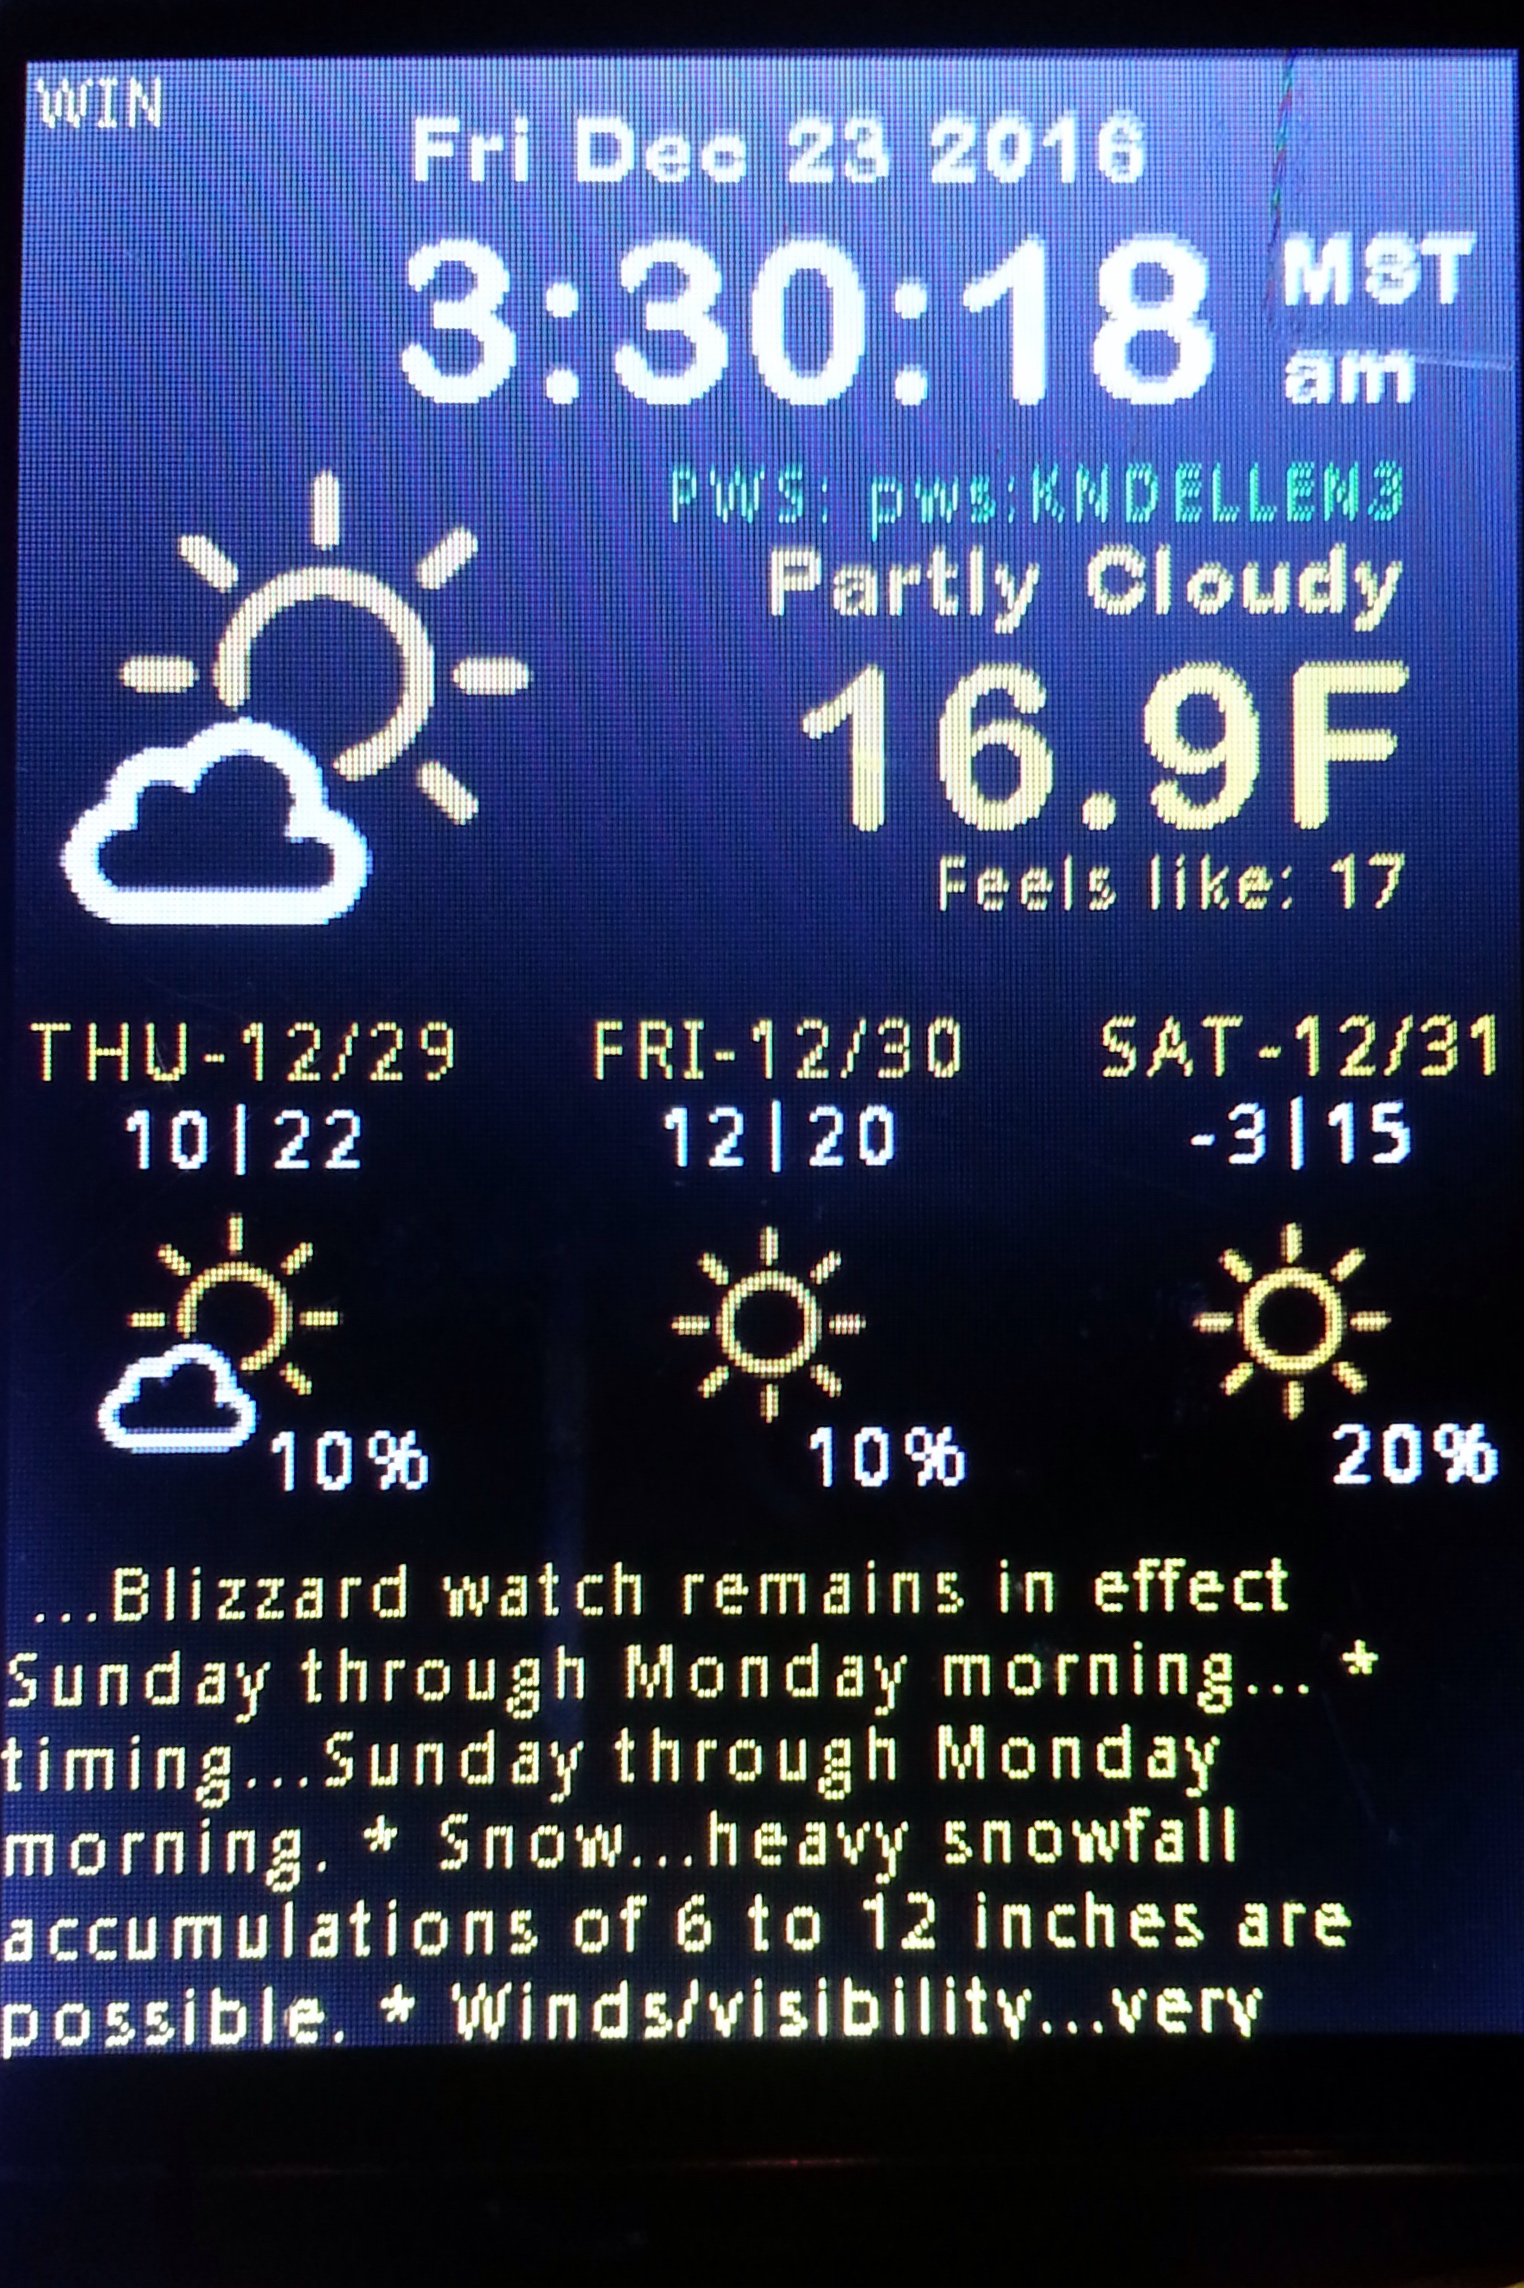 WIN
Fri Dec 23 2016
3:30:18 MST
am
PWS: pws:KNDELLEN3
Partly Cloudy
16.9F
Feels like: 17
THU-12/29 FRI-12/30 SAT-12/31
10|22 12|20 -3|15
10% 10% 20%
...Blizzard watch remains in effect
Sunday through Monday morning... *
timing...Sunday through Monday
morning. * Snow...heavy snowfall
accumulations of 6 to 12 inches are
possible. * Winds/visibility...very